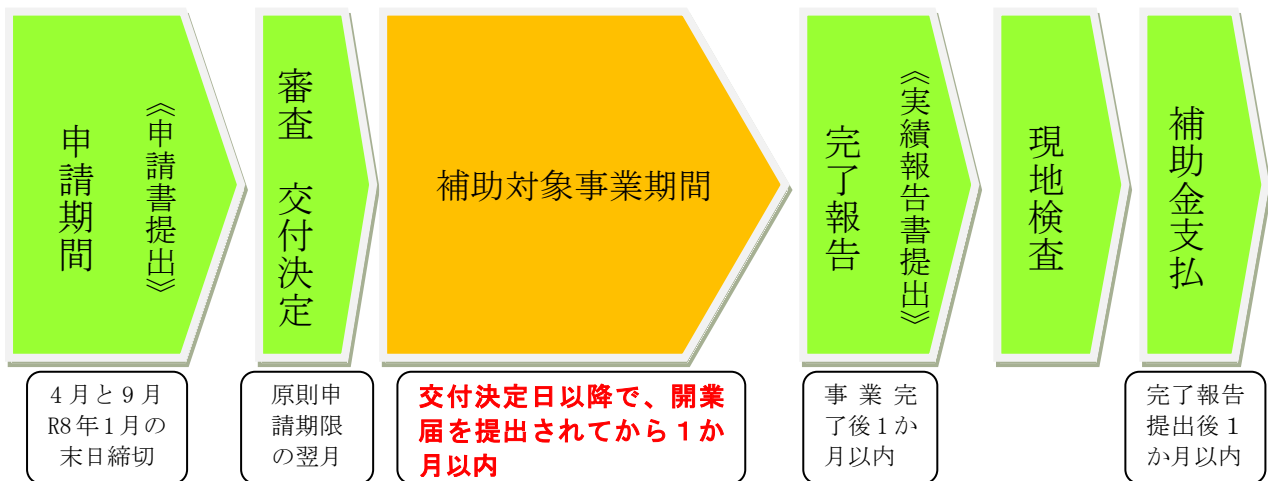 申請期間
《申請書提出》
審査 交付決定
補助対象事業期間
完了報告
《実績報告書提出》
現地検査
補助金支払
4月と9月
R8年1月の
末日締切
原則申
請期限
の翌月
交付決定日以降で、開業
届を提出されてから1か
月以内
事業完
了後1か
月以内
完了報告
提出後1
か月以内